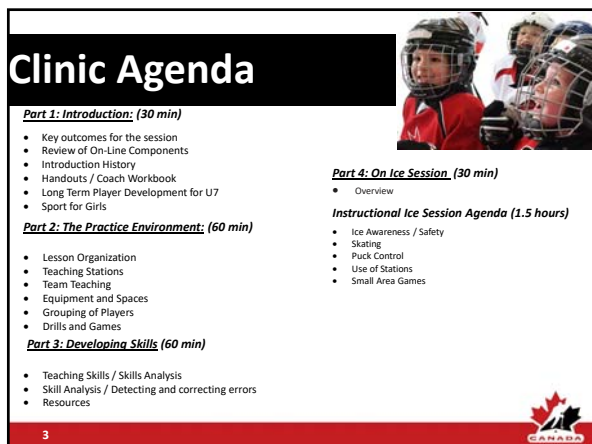 Clinic Agenda
Part 1: Introduction: (30 min)
• Key outcomes for the session
• Review of On-Line Components
• Introduction History
• Handouts / Coach Workbook
• Long Term Player Development for U7
• Sport for Girls
Part 2: The Practice Environment: (60 min)
• Lesson Organization
• Teaching Stations
• Team Teaching
• Equipment and Spaces
• Grouping of Players
• Drills and Games
Part 3: Developing Skills (60 min)
• Teaching Skills / Skills Analysis
• Skill Analysis / Detecting and correcting errors
• Resources
Part 4: On Ice Session (30 min)
• Overview
Instructional Ice Session Agenda (1.5 hours)
• Ice Awareness / Safety
• Skating
• Puck Control
• Use of Stations
• Small Area Games
3
CANADA